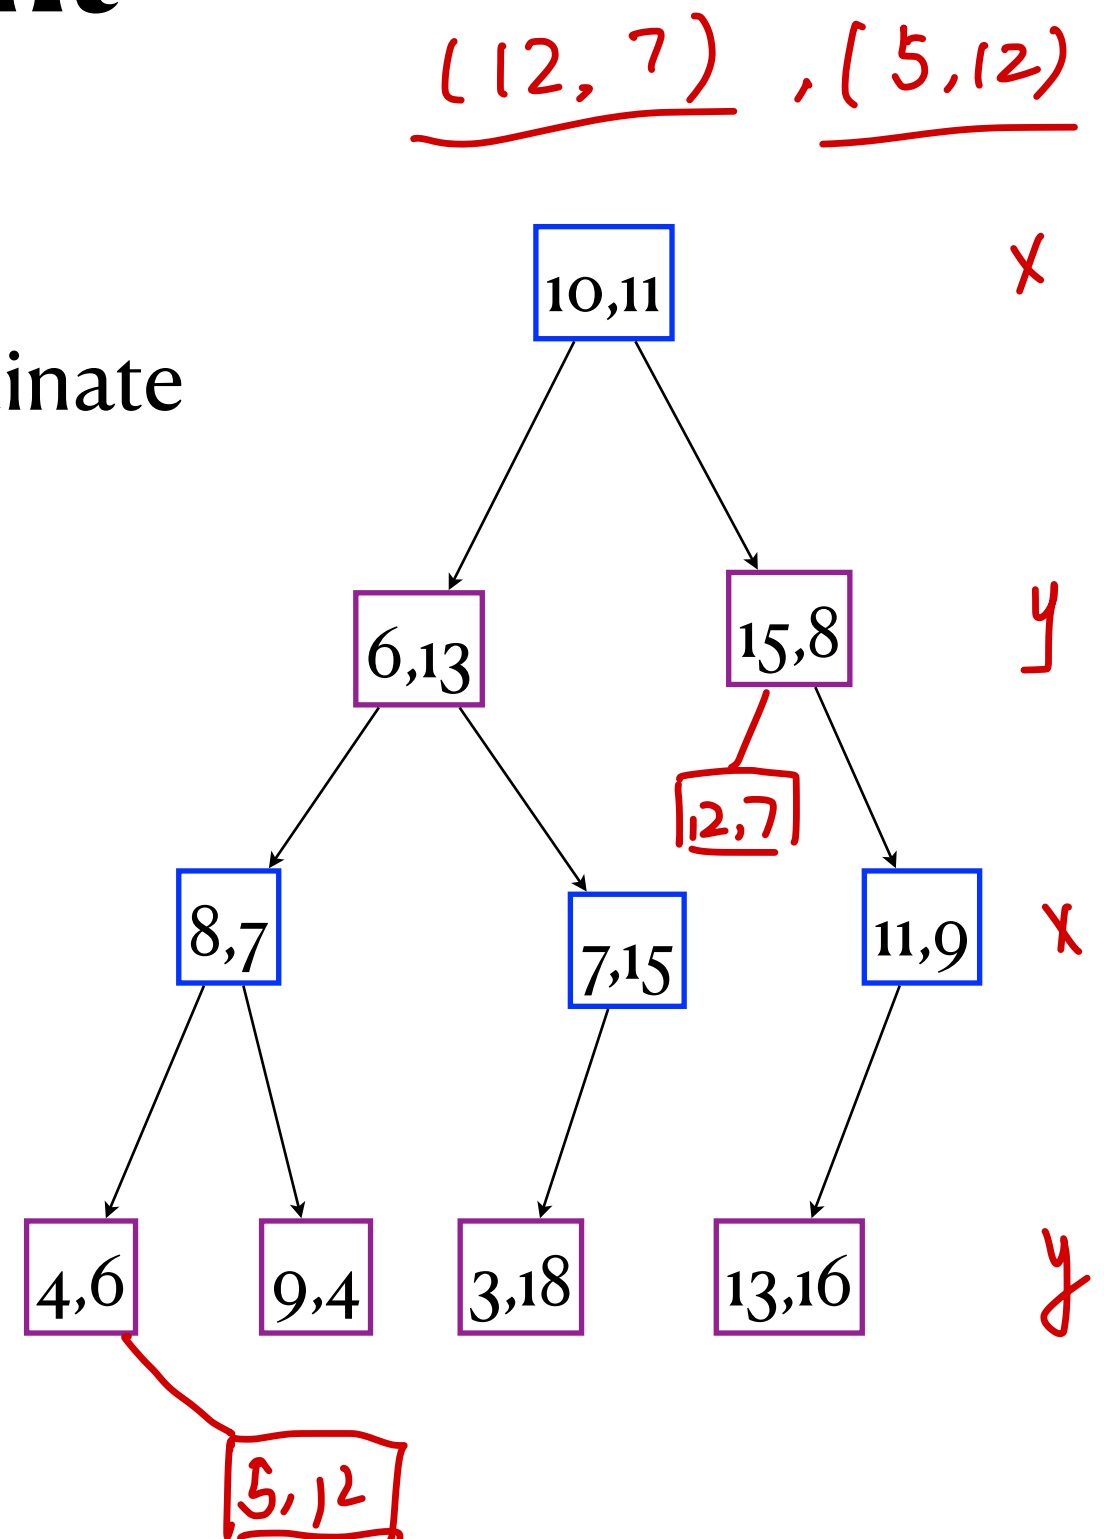 (12, 7) , (5,12)
10,11 x
inate
6,13 15,8 y
12,7
8,7 7,15 11,9 x
4,6 9,4 3,18 13,16 y
5,12